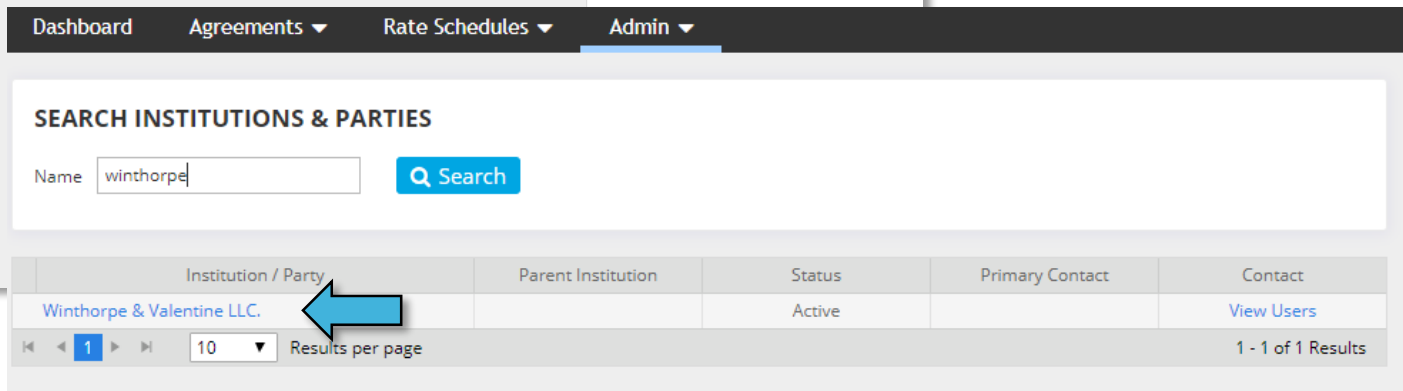 Dashboard Agreements Rate Schedules Admin
SEARCH INSTITUTIONS & PARTIES
Name winthorpe Search
Institution / Party Parent Institution Status Primary Contact Contact
Winthorpe & Valentine LLC. Active View Users
1 10 Results per page 1 - 1 of 1 Results